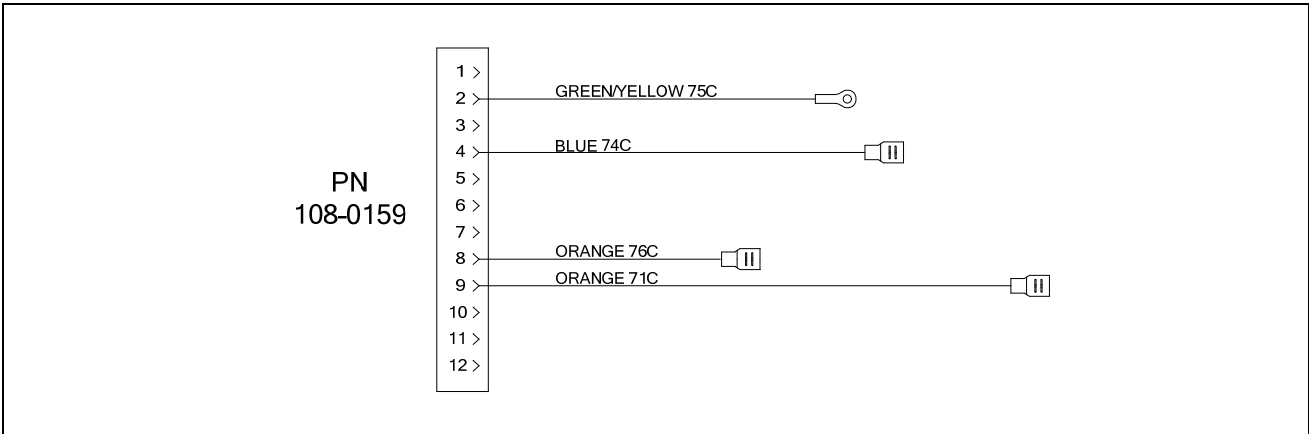 PN
108-0159
1
2 GREEN/YELLOW 75C
3
4 BLUE 74C
5
6
7
8 ORANGE 76C
9 ORANGE 71C
10
11
12